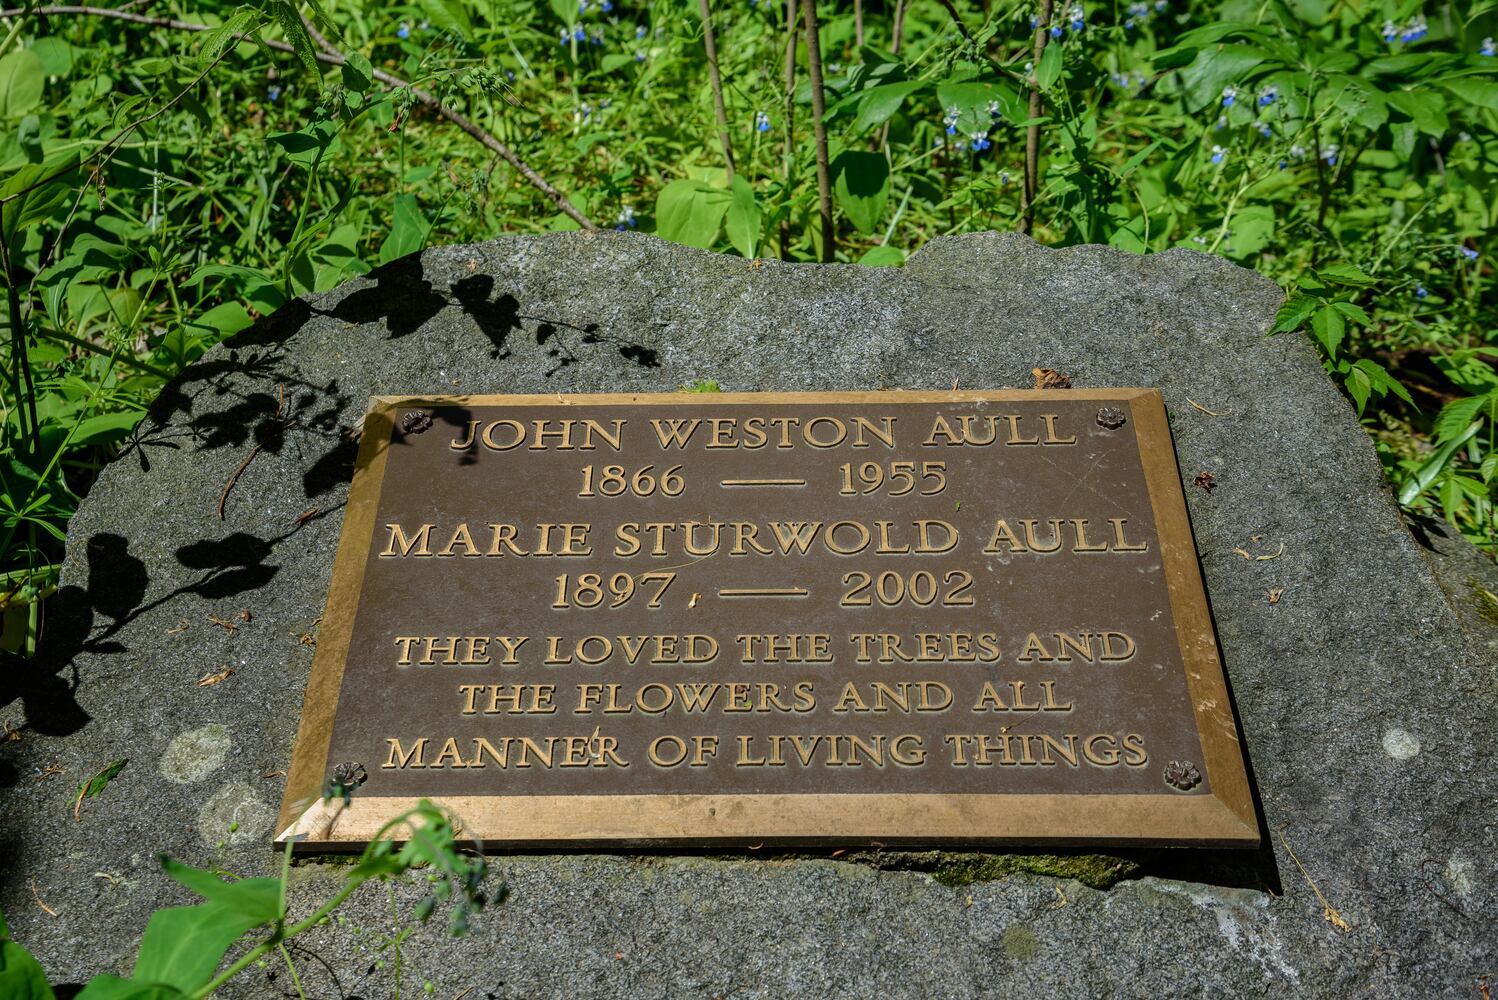 JOHN WESTON AULL
1866 — 1955
MARIE STURWOLD AULL
1897 — 2002
THEY LOVED THE TREES AND
THE FLOWERS AND ALL
MANNER OF LIVING THINGS